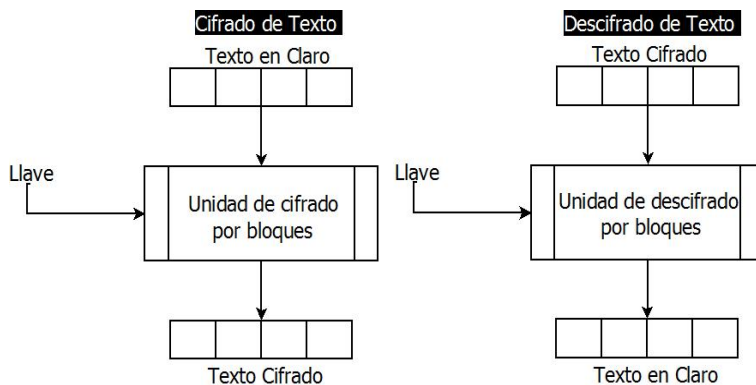 Cifrado de Texto
Texto en Claro
Llave
Unidad de cifrado
por bloques
Texto Cifrado
Descifrado de Texto
Texto Cifrado
Llave
Unidad de descifrado
por bloques
Texto en Claro